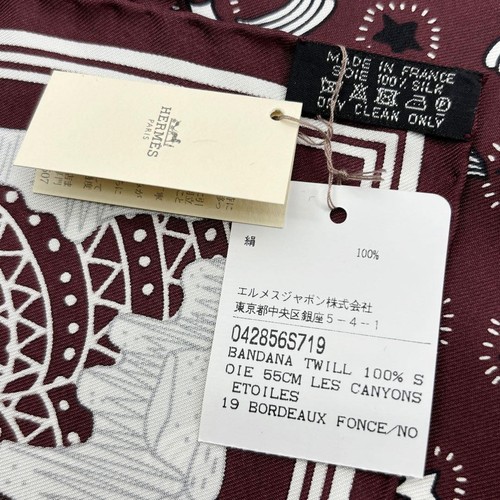 MADE IN FRANCE
SOIE 100% SILK
DRY CLEAN ONLY
HERMÈS
PARIS
絹
100%
エルメスジャポン株式会社
東京都中央区銀座5-4-1
042856S719
BANDANA TWILL 100% S
OIE 55CM LES CANYONS
ETOILES
19 BORDEAUX FONCE/NO